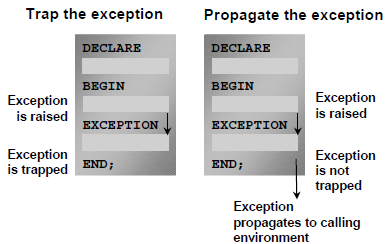 Trap the exception
DECLARE
BEGIN
Exception
is raised
EXCEPTION
Exception
is trapped
END;
Propagate the exception
DECLARE
BEGIN
Exception
is raised
EXCEPTION
Exception
is not
trapped
END;
Exception
propagates to calling
environment